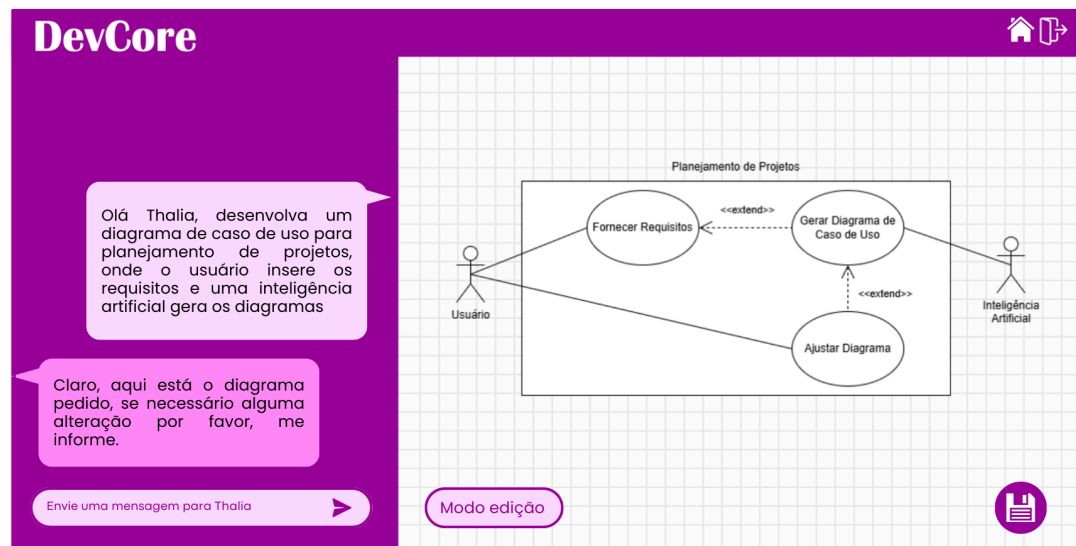 DevCore
Olá Thalia, desenvolva um
diagrama de caso de uso para
planejamento de projetos,
onde o usuário insere os
requisitos e uma inteligência
artificial gera os diagramas
Claro, aqui está o diagrama
pedido, se necessário alguma
alteração por favor, me
informe.
Envie uma mensagem para Thalia
Planejamento de Projetos
Fornecer Requisitos
<<extend>>
Gerar Diagrama de
Caso de Uso
<<extend>>
Usuário
Inteligência
Artificial
Ajustar Diagrama
Modo edição